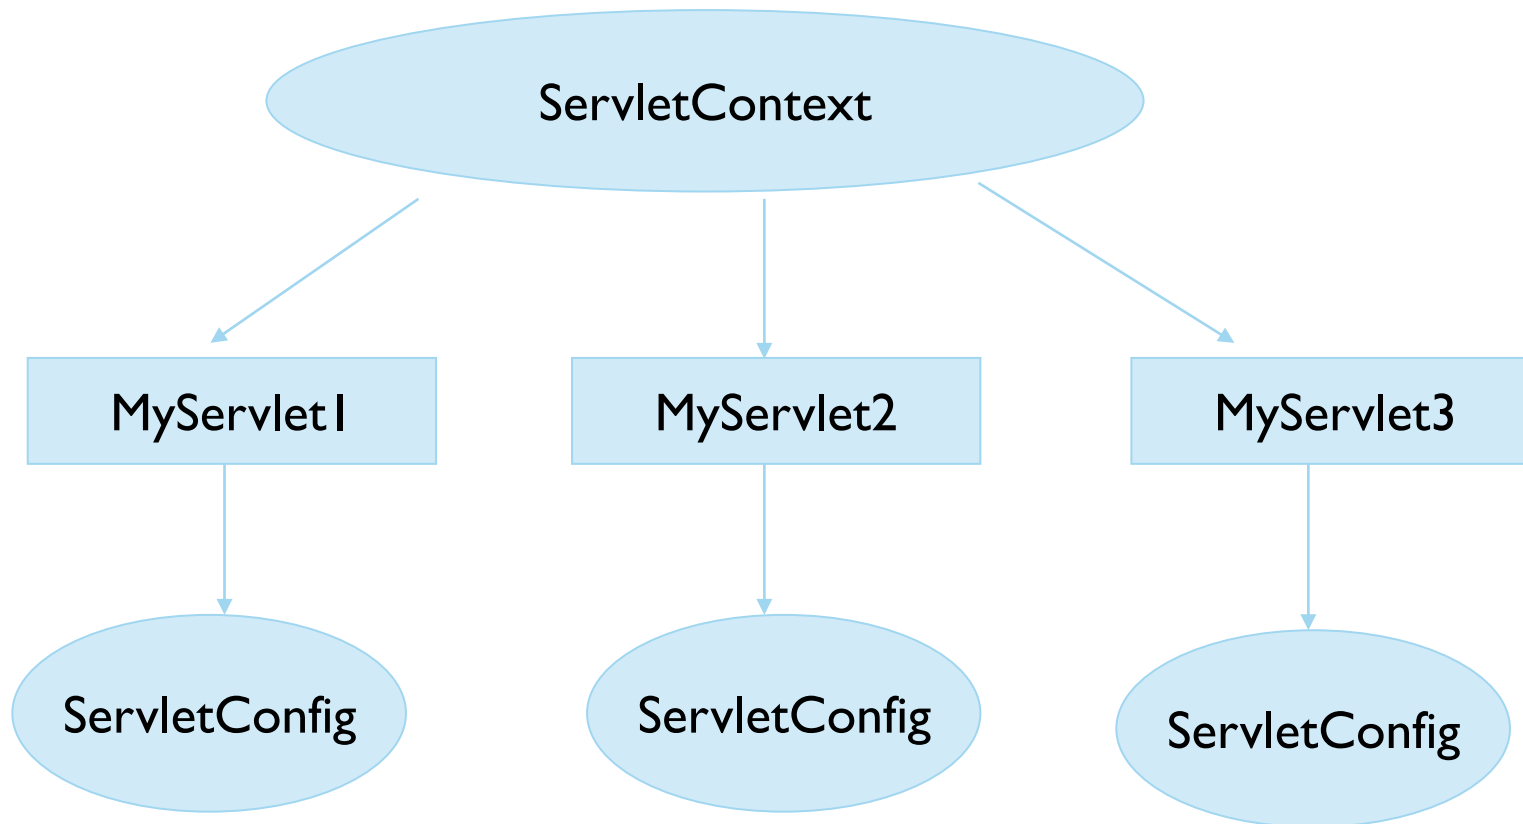 ServletContext
MyServlet1
MyServlet2
MyServlet3
ServletConfig
ServletConfig
ServletConfig